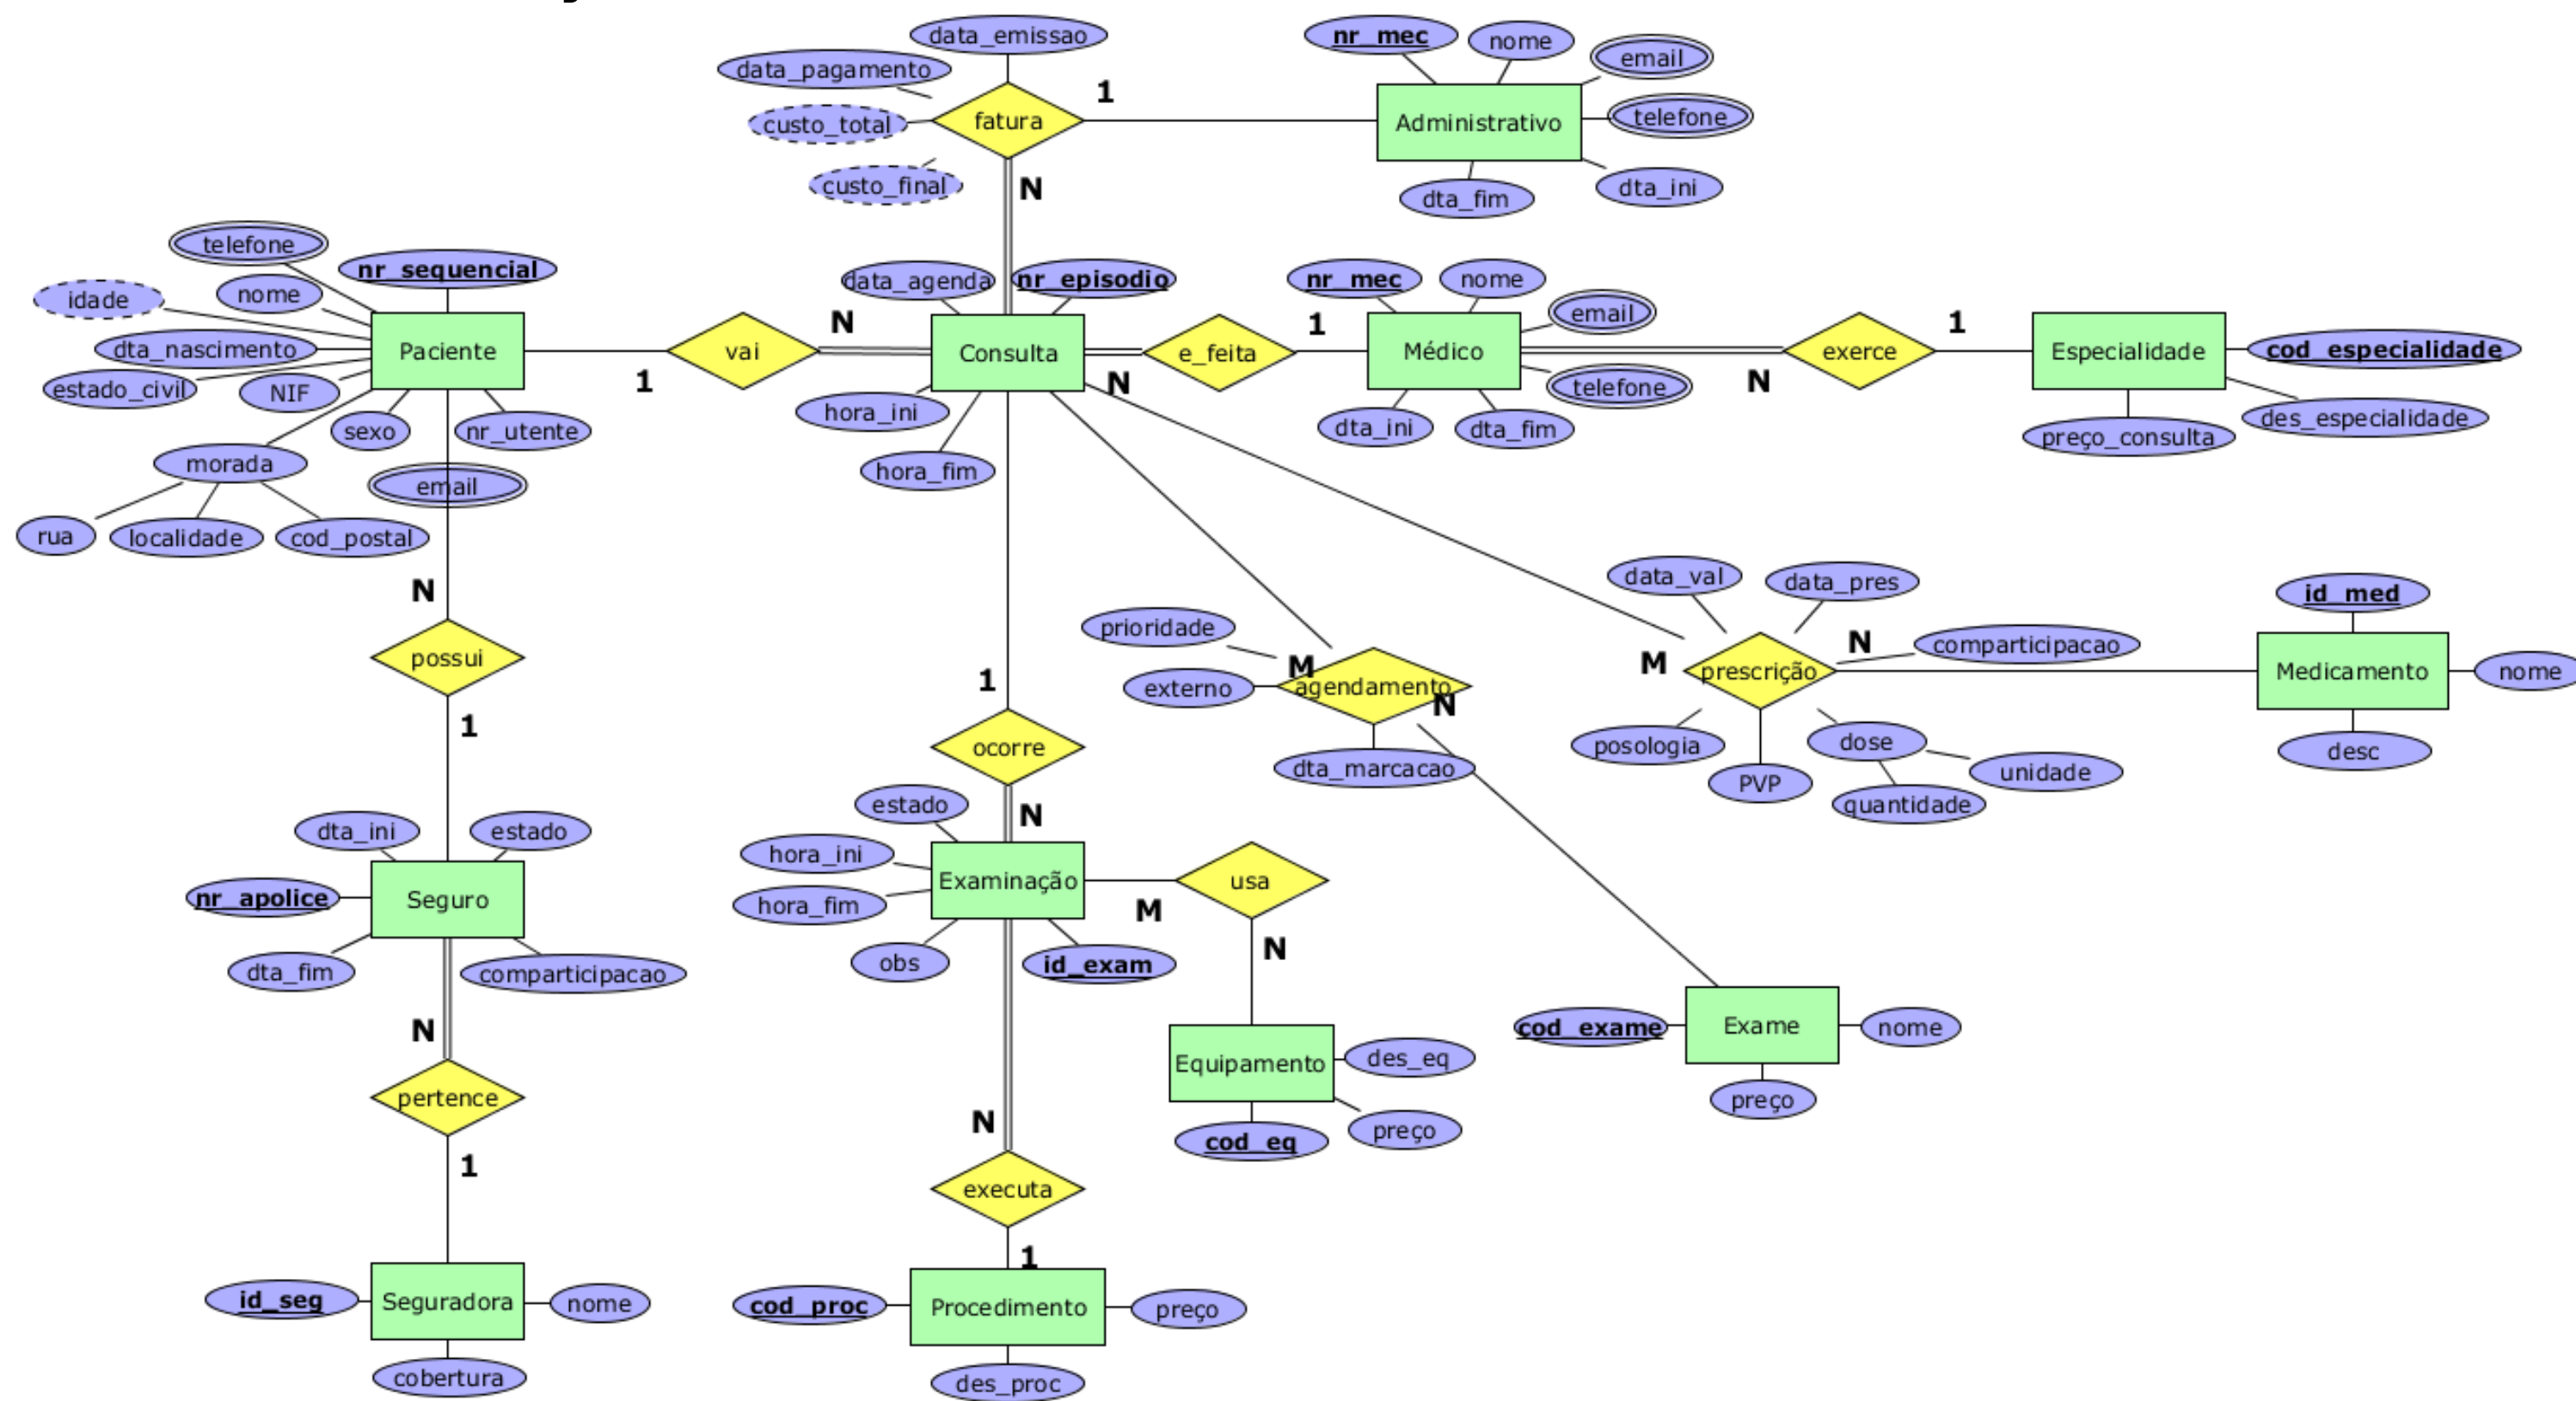 data_emissao
data_pagamento
custo_total
custo_final
fatura
1
N
nr_mec
nome
email
telefone
Administrativo
dta_fim
dta_ini
telefone
nr_sequencial
idade
nome
dta_nascimento
Paciente
estado_civil
NIF
sexo
nr_utente
morada
email
rua
localidade
cod_postal
1
vai
N
data_agenda
nr_episodio
Consulta
hora_ini
hora_fim
N
e_feita
1
nr_mec
nome
email
Médico
telefone
dta_ini
dta_fim
N
exerce
1
Especialidade
cod_especialidade
des_especialidade
preço_consulta
N
possui
1
dta_ini
estado
nr_apolice
Seguro
dta_fim
comparticipacao
N
pertence
1
id_seg
Seguradora
nome
cobertura
1
ocorre
N
estado
hora_ini
Examinação
hora_fim
obs
id_exam
M
usa
N
Equipamento
des_eq
cod_eq
preço
N
executa
1
cod_proc
Procedimento
preço
des_proc
prioridade
M
externo
agendamento
N
dta_marcacao
cod_exame
Exame
nome
preço
data_val
data_pres
M
prescrição
N
comparticipacao
posologia
PVP
dose
unidade
quantidade
id_med
Medicamento
nome
desc